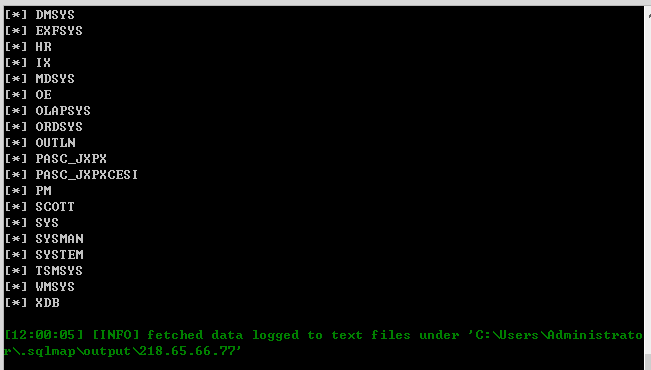 [*] DMSYS
[*] EXFSYS
[*] HR
[*] IX
[*] MDSYS
[*] OE
[*] OLAPSYS
[*] ORDSYS
[*] OUTLN
[*] PASC_JXPX
[*] PASC_JXPXCESI
[*] PM
[*] SCOTT
[*] SYS
[*] SYSMAN
[*] SYSTEM
[*] TSMSYS
[*] WMSYS
[*] XDB
[12:00:05] [INFO] fetched data logged to text files under 'C:\Users\Administrato
r\.sqlmap\output\218.65.66.77'